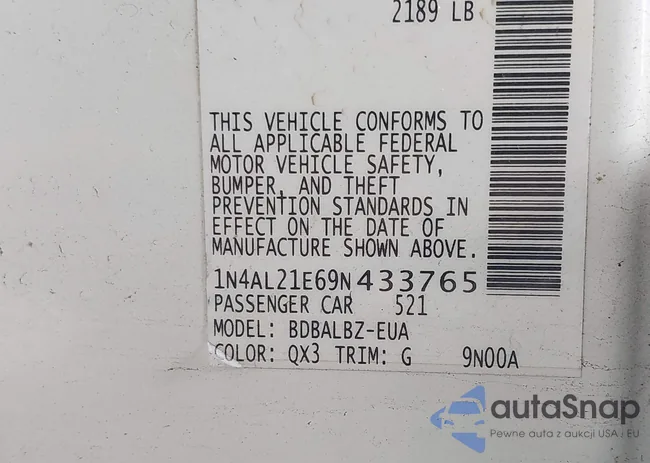 2189 LB
THIS VEHICLE CONFORMS TO
ALL APPLICABLE FEDERAL
MOTOR VEHICLE SAFETY,
BUMPER, AND THEFT
PREVENTION STANDARDS IN
EFFECT ON THE DATE OF
MANUFACTURE SHOWN ABOVE.
1N4AL21E69N433765
PASSENGER CAR 521
MODEL: BDBALBZ-EUA
COLOR: QX3 TRIM: G 9N00A
autaSnap
Pewne auta z aukcji USA i EU